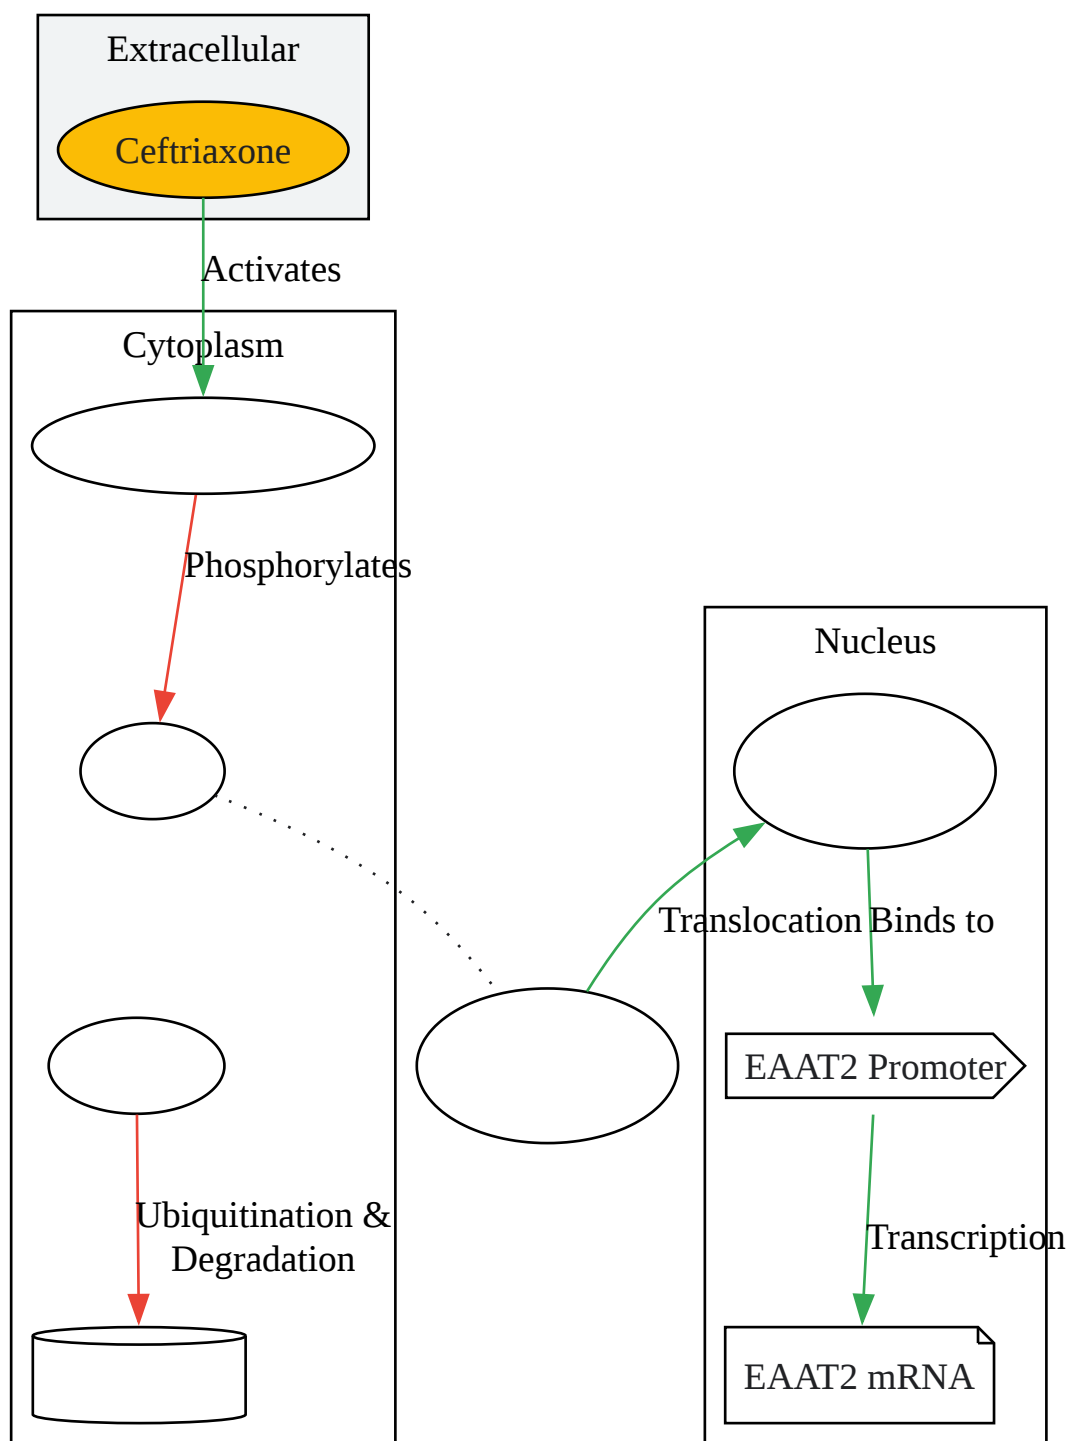 Extracellular
Ceftriaxone
Activates
Cytoplasm
Phosphorylates
Nucleus
Translocation
Binds to
EAAT2 Promoter
Ubiquitination &
Degradation
Transcription
EAAT2 mRNA